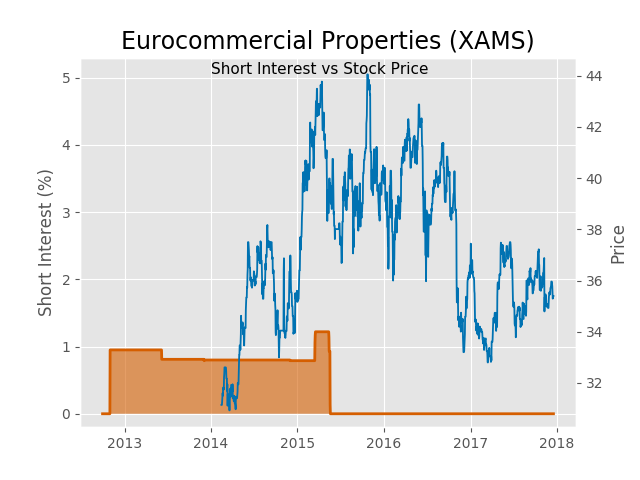 Eurocommercial Properties (XAMS)
Short Interest vs Stock Price
5
4
3
2
1
0
Short Interest (%)
44
42
40
38
36
34
32
Price
2013 2014 2015 2016 2017 2018